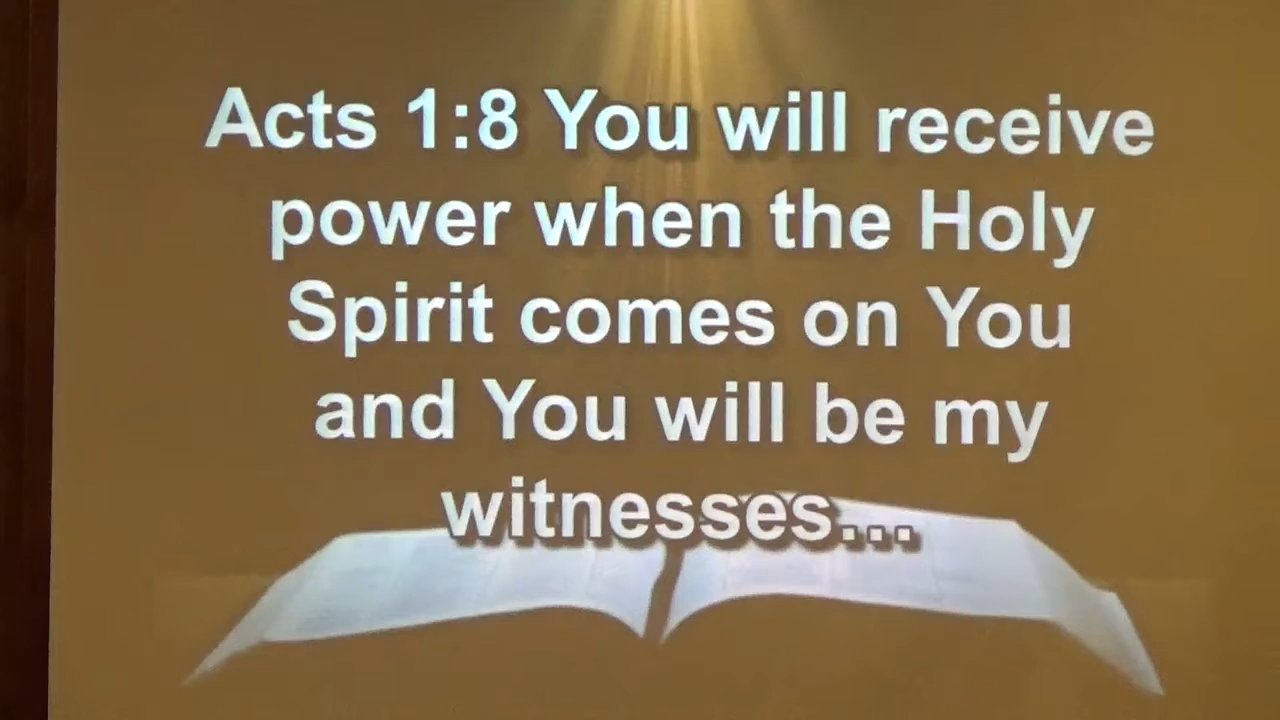 Acts 1:8 You will receive
power when the Holy
Spirit comes on You
and You will be my
witnesses...